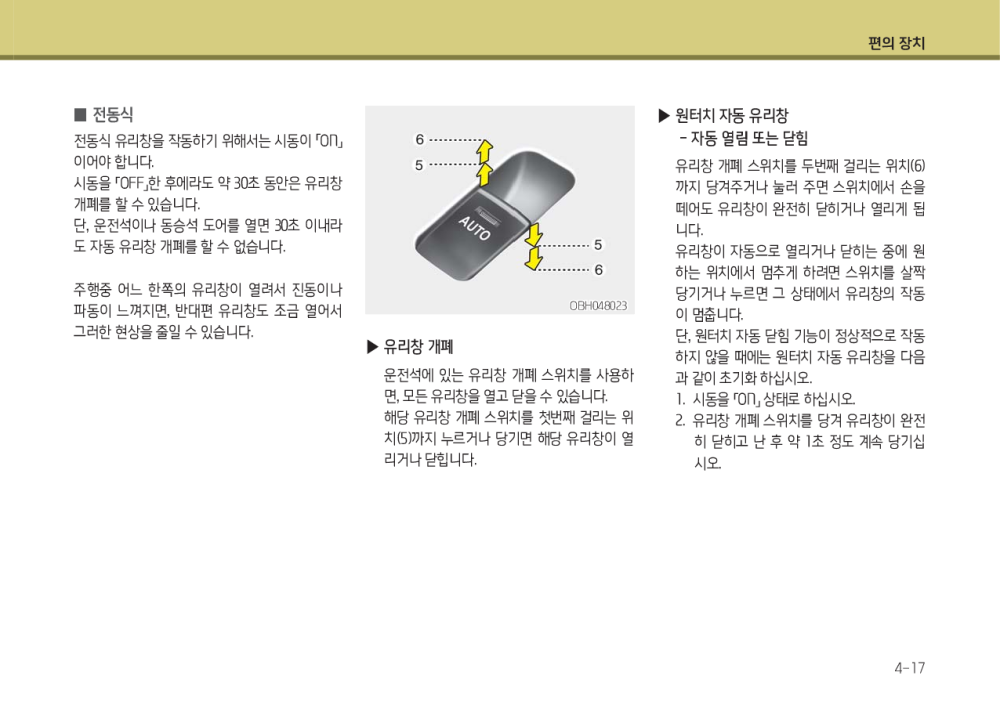 편의 장치
■ 전동식
전동식 유리창을 작동하기 위해서는 시동이 「ON」
이어야 합니다.
시동을 「OFF」한 후에라도 약 30초 동안은 유리창
개폐를 할 수 있습니다.
단, 운전석이나 동승석 도어를 열면 30초 이내라
도 자동 유리창 개폐를 할 수 없습니다.
주행중 어느 한쪽의 유리창이 열려서 진동이나
파동이 느껴지면, 반대편 유리창도 조금 열어서
그러한 현상을 줄일 수 있습니다.
6
5
AUTO
5
6
OBH048023
▶ 유리창 개폐
운전석에 있는 유리창 개폐 스위치를 사용하
면, 모든 유리창을 열고 닫을 수 있습니다.
해당 유리창 개폐 스위치를 첫번째 걸리는 위
치(5)까지 누르거나 당기면 해당 유리창이 열
리거나 닫힙니다.
▶ 원터치 자동 유리창
- 자동 열림 또는 닫힘
유리창 개폐 스위치를 두번째 걸리는 위치(6)
까지 당겨주거나 눌러 주면 스위치에서 손을
떼어도 유리창이 완전히 닫히거나 열리게 됩
니다.
유리창이 자동으로 열리거나 닫히는 중에 원
하는 위치에서 멈추게 하려면 스위치를 살짝
당기거나 누르면 그 상태에서 유리창의 작동
이 멈춥니다.
단, 원터치 자동 닫힘 기능이 정상적으로 작동
하지 않을 때에는 원터치 자동 유리창을 다음
과 같이 초기화 하십시오.
1. 시동을 「ON」 상태로 하십시오.
2. 유리창 개폐 스위치를 당겨 유리창이 완전
히 닫히고 난 후 약 1초 정도 계속 당기십
시오.
4-17